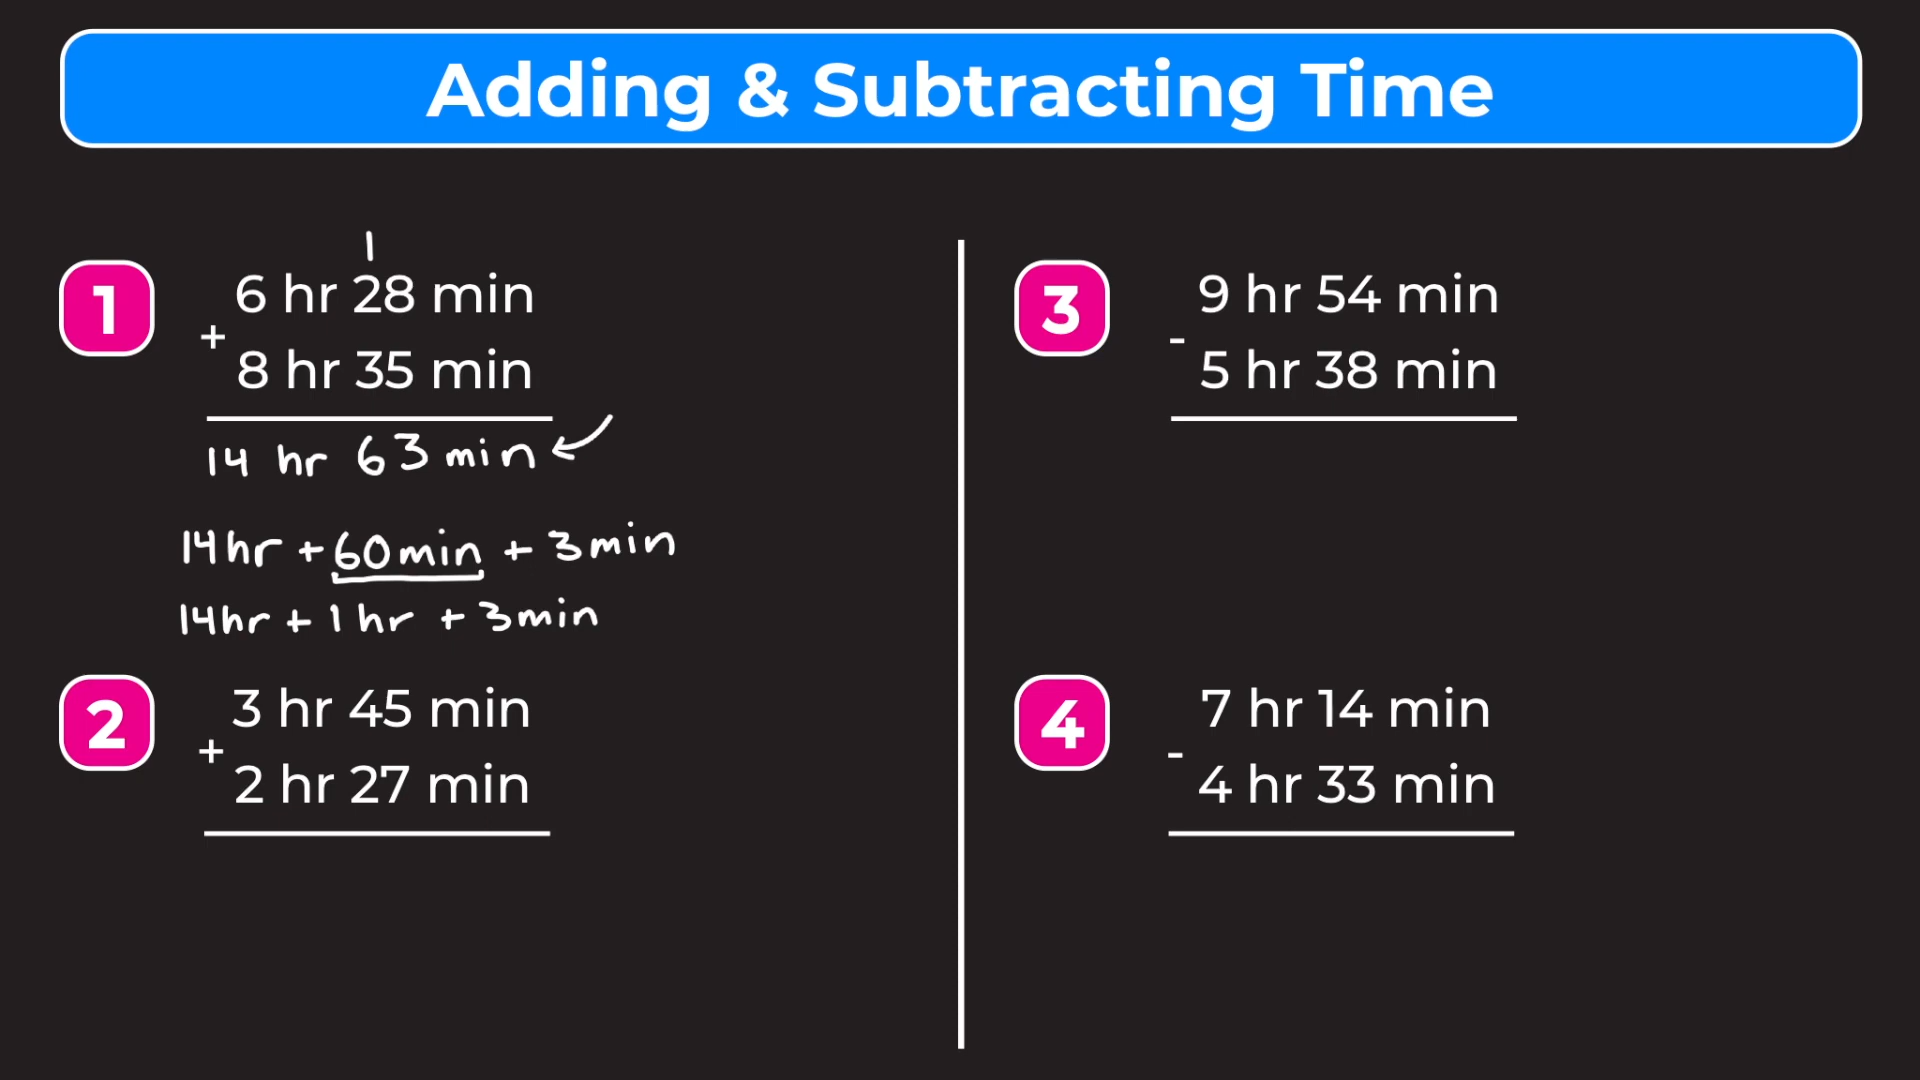 Adding & Subtracting Time
1
1
6 hr 28 min
+
8 hr 35 min
14 hr 63 min
14hr + 60min + 3min
14hr + 1hr + 3min
2
3 hr 45 min
+
2 hr 27 min
3
9 hr 54 min
-
5 hr 38 min
4
7 hr 14 min
-
4 hr 33 min